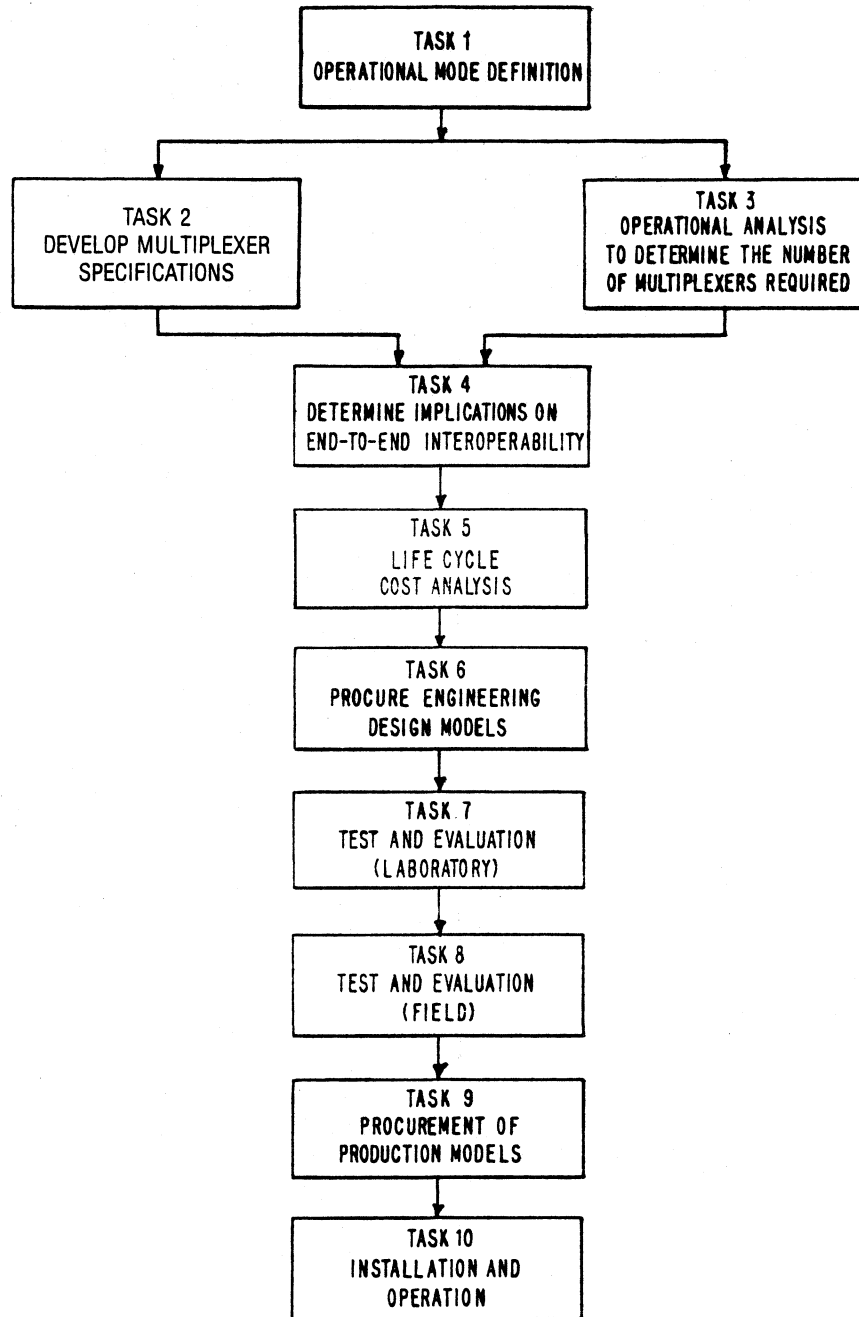 TASK 1
OPERATIONAL MODE DEFINITION
TASK 2
DEVELOP MULTIPLEXER
SPECIFICATIONS
TASK 3
OPERATIONAL ANALYSIS
TO DETERMINE THE NUMBER
OF MULTIPLEXERS REQUIRED
TASK 4
DETERMINE IMPLICATIONS ON
END-TO-END INTEROPERABILITY
TASK 5
LIFE CYCLE
COST ANALYSIS
TASK 6
PROCURE ENGINEERING
DESIGN MODELS
TASK 7
TEST AND EVALUATION
(LABORATORY)
TASK 8
TEST AND EVALUATION
(FIELD)
TASK 9
PROCUREMENT OF
PRODUCTION MODELS
TASK 10
INSTALLATION AND
OPERATION